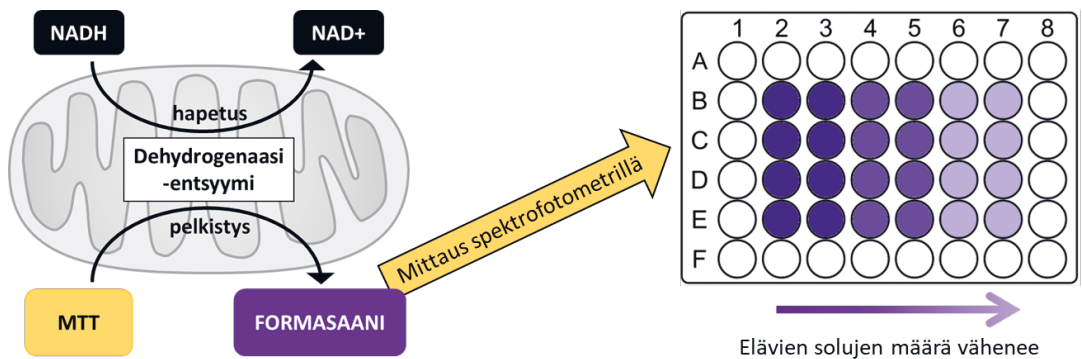 NADH
NAD+
hapetus
Dehydrogenaasi
-entsyymi
pelkistys
MTT
FORMASAANI
Mittaus spektrofotometrillä
1 2 3 4 5 6 7 8
A
B
C
D
E
F
Elävien solujen määrä vähenee